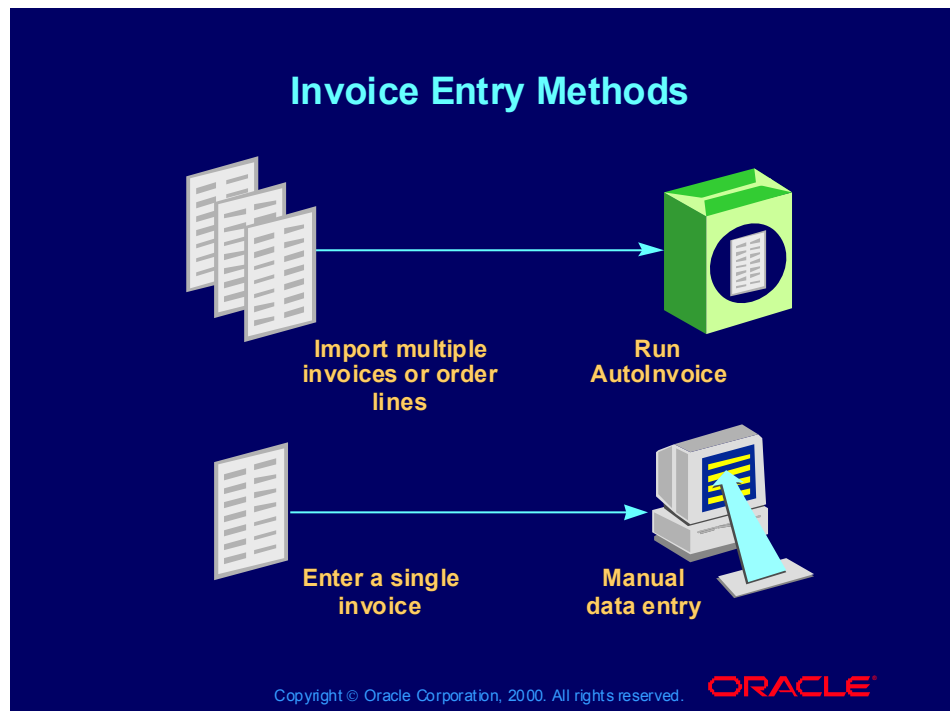 Invoice Entry Methods
Import multiple
invoices or order
lines
Run
AutoInvoice
Enter a single
invoice
Manual
data entry
Copyright © Oracle Corporation, 2000. All rights reserved.
ORACLE®